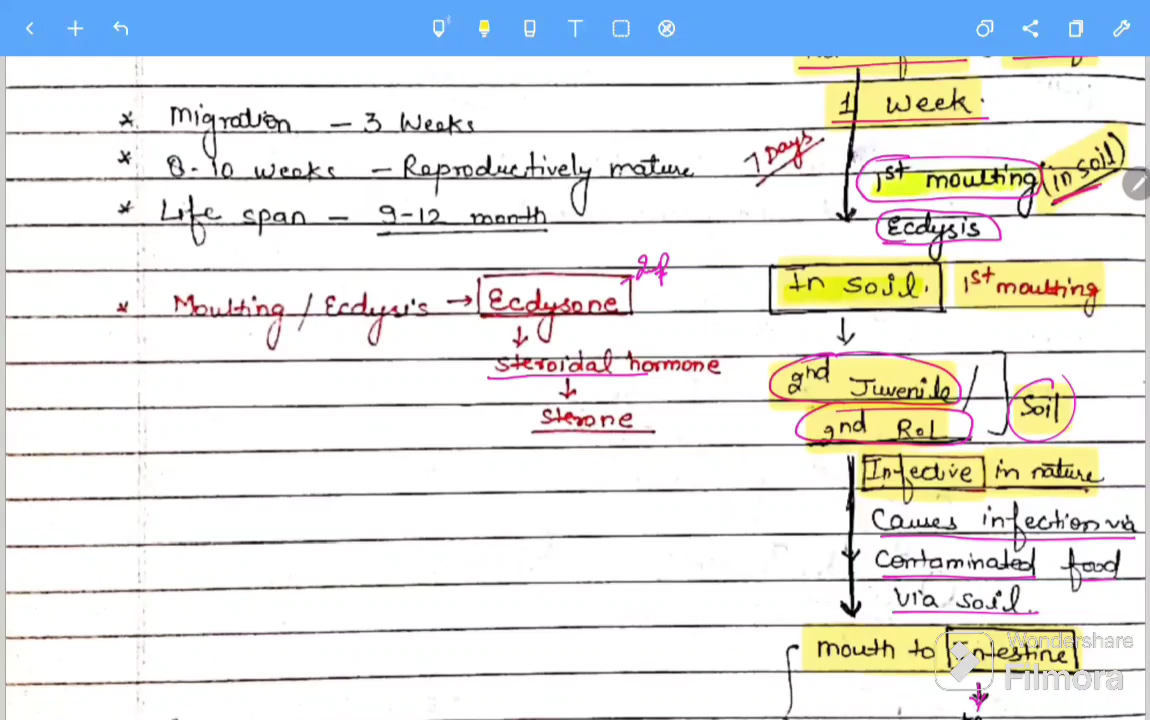 * Migration - 3 Weeks
* 8-10 weeks - Reproductively mature
* Life span - 9-12 month
* Moulting / Ecdysis → Ecdysone
↓
Steroidal hormone
↓
Sterone
1 Week.
7 Days
1st moulting (in soil)
Ecdysis
In soil. 1st moulting
↓
2nd Juvenile /
2nd RoL
Soil
Infective in nature
Causes infection via
Contaminated food
via soil.
mouth to Intestine
Wondershare
Filmora